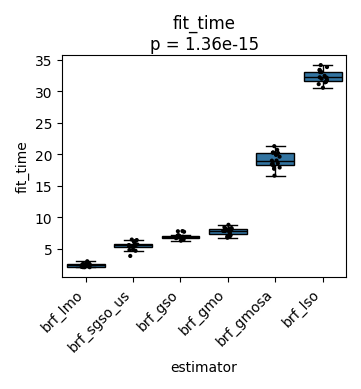 fit_time
p = 1.36e-15
35
30
25
20
15
10
5
fit_time
brf_lmo
brf_sgso_us
brf_gso
brf_gmo
brf_gmosa
brf_lso
estimator